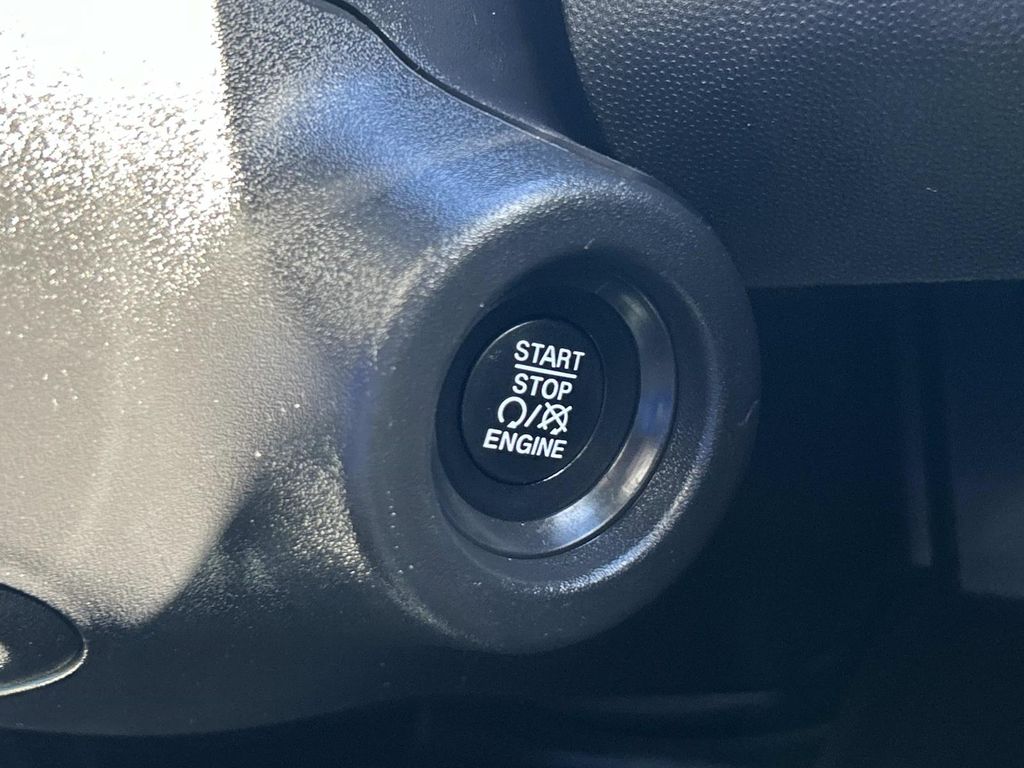 START
STOP
/
ENGINE